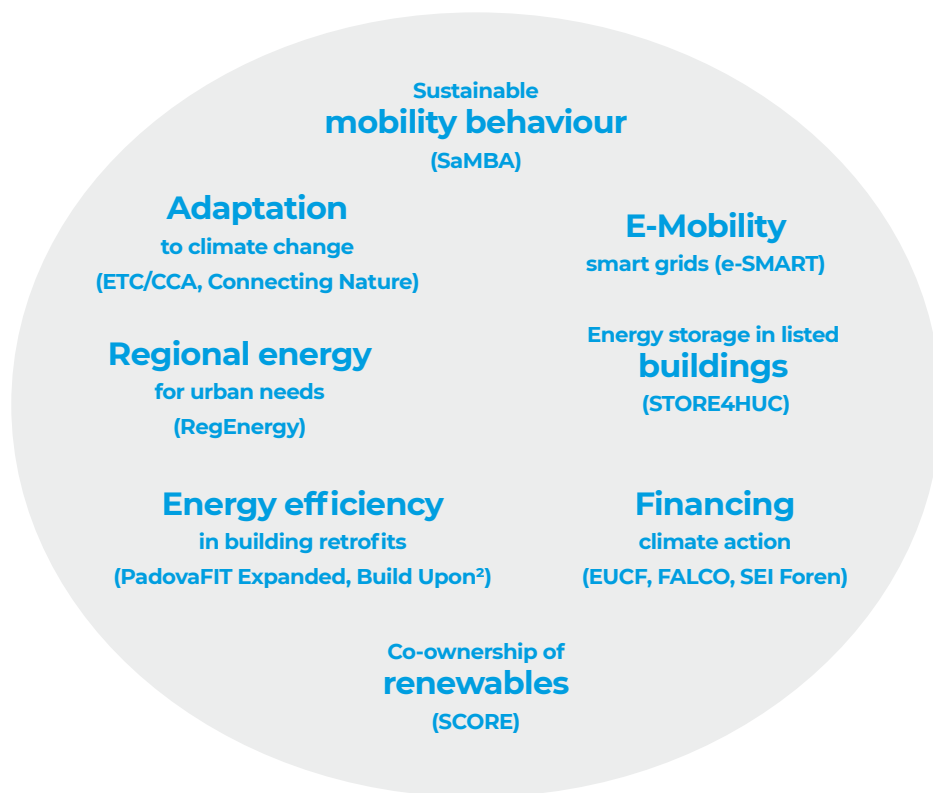 Sustainable
mobility behaviour
(SaMBA)
Adaptation
to climate change
(ETC/CCA, Connecting Nature)
E-Mobility
smart grids (e-SMART)
Regional energy
for urban needs
(RegEnergy)
Energy storage in listed
buildings
(STORE4HUC)
Energy efficiency
in building retrofits
(PadovaFIT Expanded, Build Upon²)
Financing
climate action
(EUCF, FALCO, SEI Foren)
Co-ownership of
renewables
(SCORE)